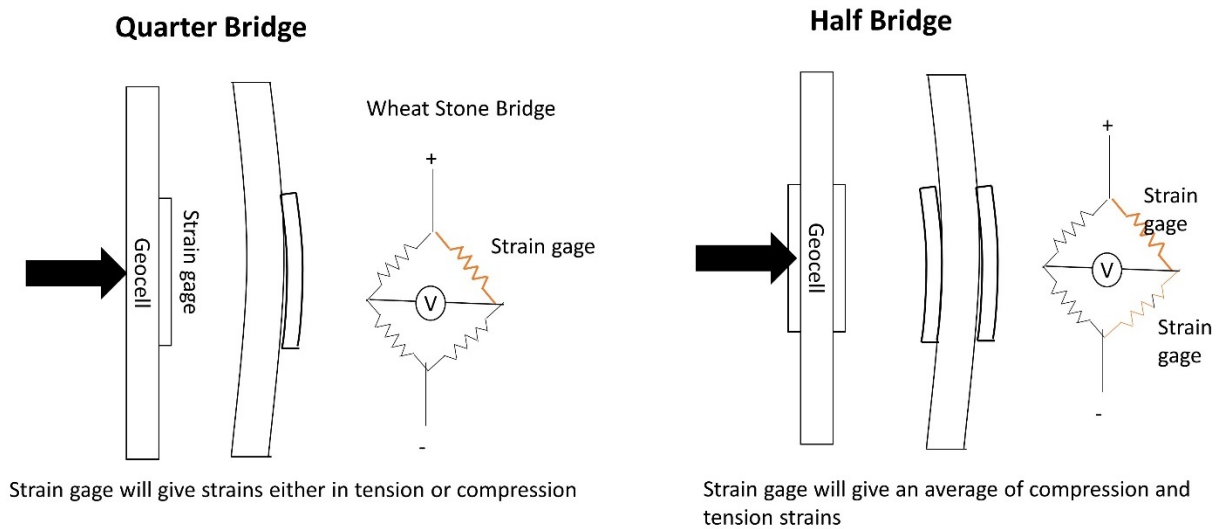 Quarter Bridge
Half Bridge
Wheat Stone Bridge
+
Geocell
Strain gage
Strain gage
V
-
Strain gage will give strains either in tension or compression
+
Geocell
Strain
gage
V
Strain
gage
-
Strain gage will give an average of compression and
tension strains